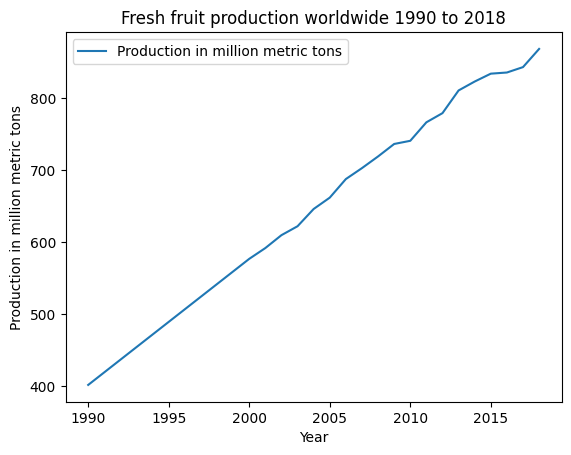 Fresh fruit production worldwide 1990 to 2018
Production in million metric tons
Production in million metric tons
800
700
600
500
400
1990 1995 2000 2005 2010 2015
Year